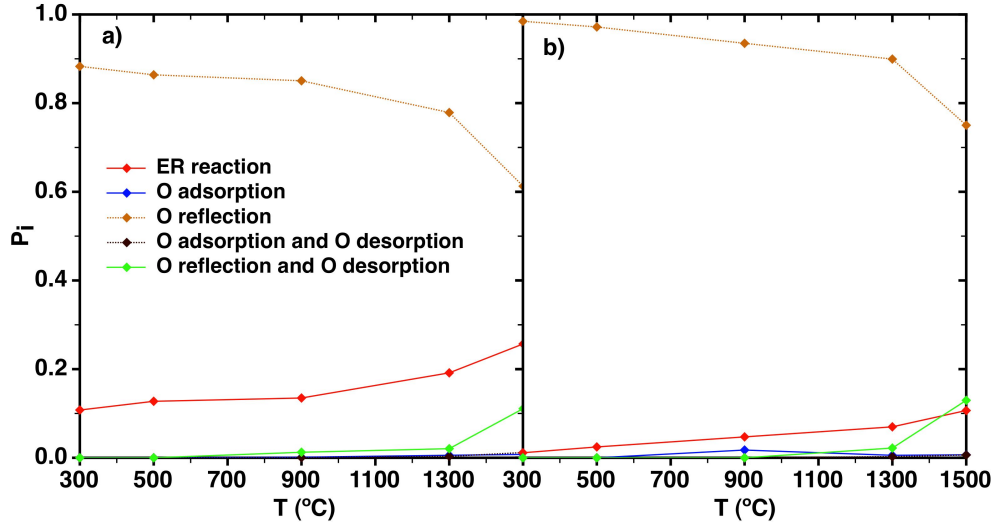 a)
b)
1.0
0.8
0.6
0.4
0.2
0.0
Pi
ER reaction
O adsorption
O reflection
O adsorption and O desorption
O reflection and O desorption
300 500 700 900 1100 1300 300 500 700 900 1100 1300 1500
T (ºC) T (ºC)